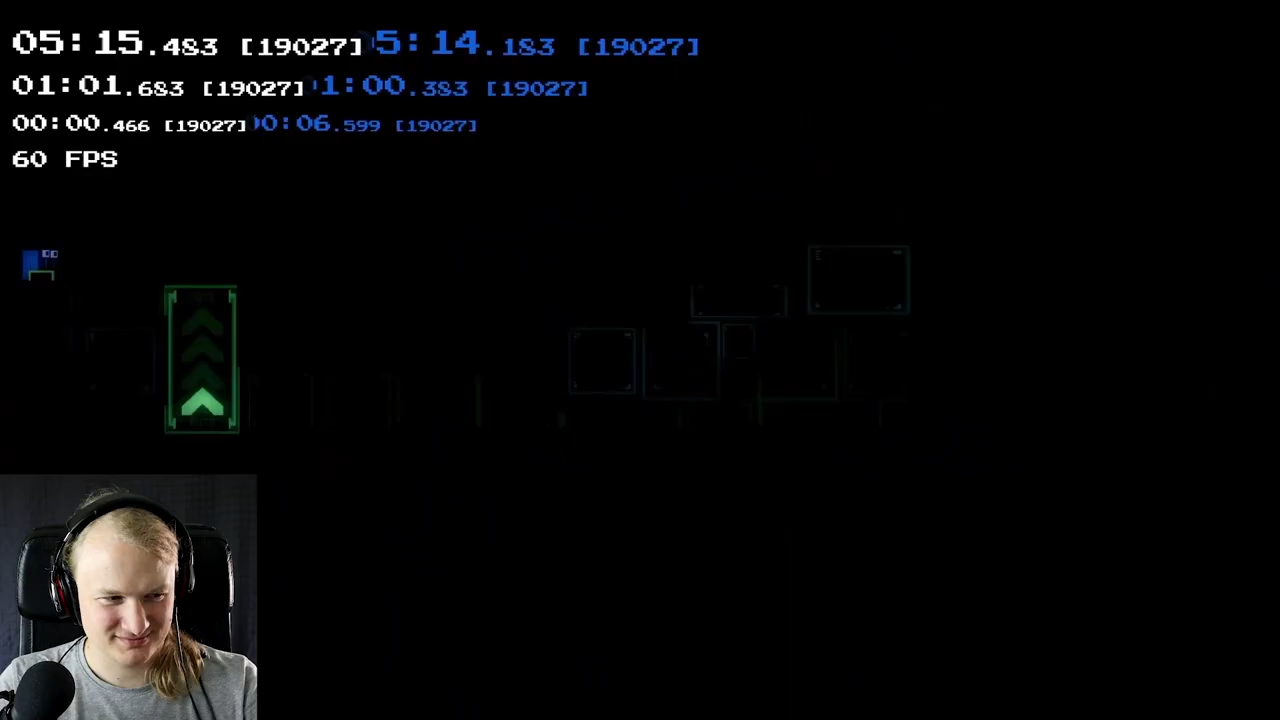 05:15.483 [19027] 5:14.183 [19027]
01:01.683 [19027] 1:00.383 [19027]
00:00.466 [19027] 0:06.599 [19027]
60 FPS